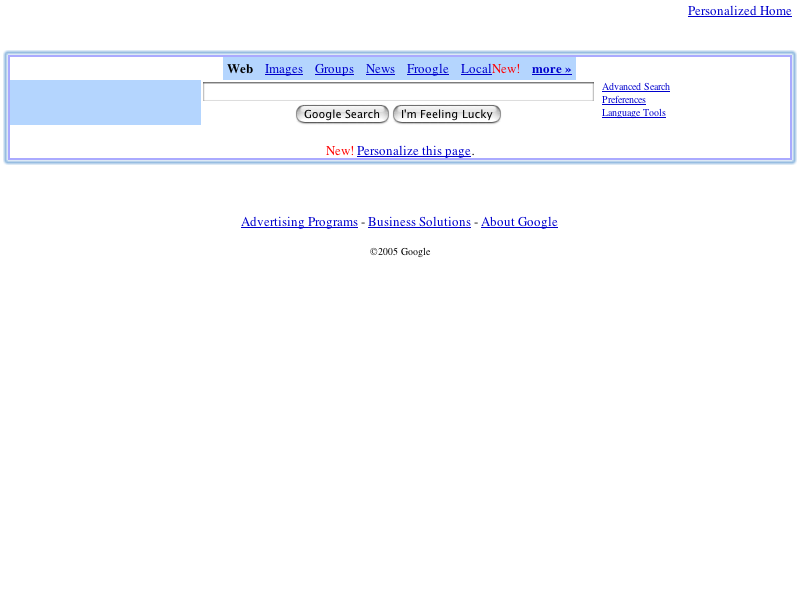 Personalized Home
Web Images Groups News Froogle LocalNew! more »
Advanced Search
Preferences
Language Tools
Google Search I'm Feeling Lucky
New! Personalize this page.
Advertising Programs - Business Solutions - About Google
©2005 Google